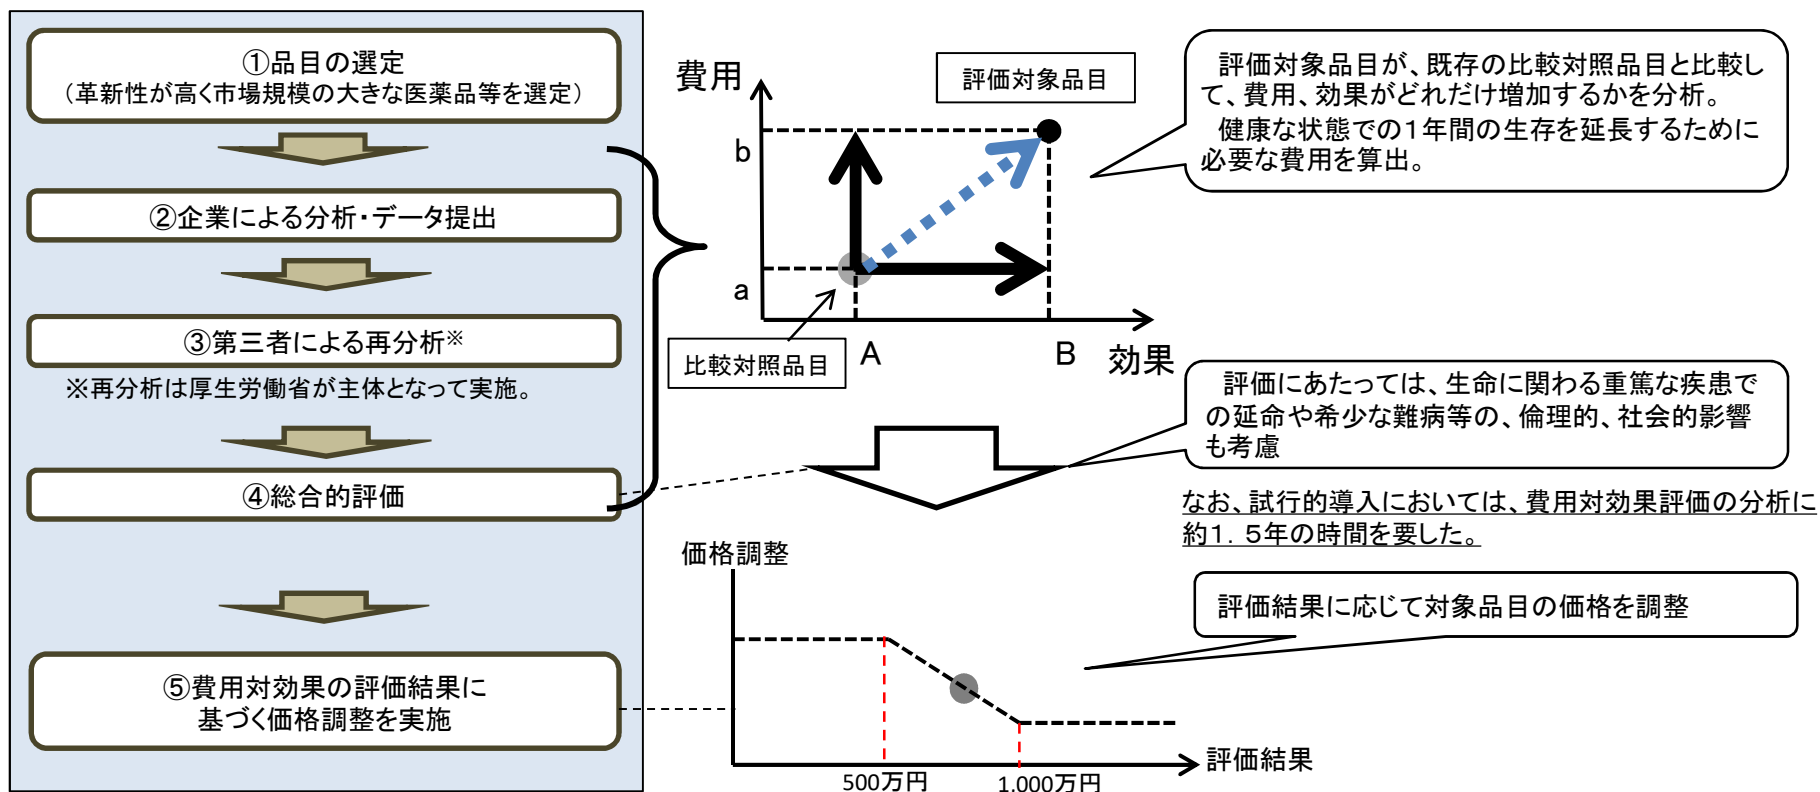 ①品目の選定
（革新性が高く市場規模の大きな医薬品等を選定）
②企業による分析・データ提出
③第三者による再分析※
※再分析は厚生労働省が主体となって実施。
④総合的評価
⑤費用対効果の評価結果に
基づく価格調整を実施
費用
評価対象品目
b
a
比較対照品目
A
B
効果
評価対象品目が、既存の比較対照品目と比較し
て、費用、効果がどれだけ増加するかを分析。
健康な状態での１年間の生存を延長するために
必要な費用を算出。
評価にあたっては、生命に関わる重篤な疾患で
の延命や希少な難病等の、倫理的、社会的影響
も考慮
なお、試行的導入においては、費用対効果評価の分析に
約１．５年の時間を要した。
価格調整
評価結果に応じて対象品目の価格を調整
評価結果
500万円
1,000万円